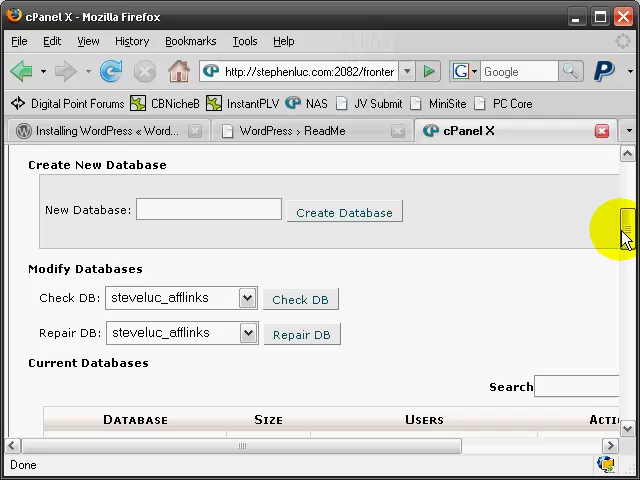 cPanel X - Mozilla Firefox
File Edit View History Bookmarks Tools Help
http://stephenluc.com:2082/fronter
Google
Digital Point Forums CBNicheB InstantPLV NAS JV Submit MiniSite PC Core
Installing WordPress « Word... WordPress › ReadMe cPanel X
Create New Database
New Database: Create Database
Modify Databases
Check DB: steveluc_afflinks Check DB
Repair DB: steveluc_afflinks Repair DB
Current Databases
Search
Database Size Users Actio
Done